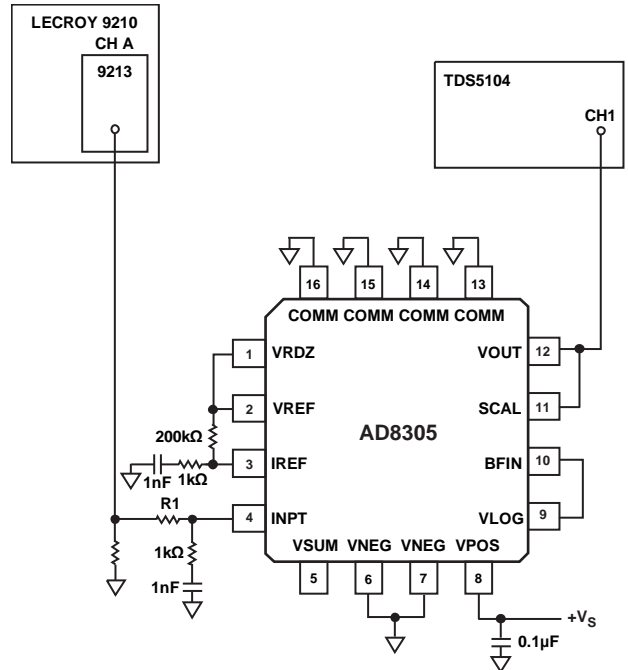 LECROY 9210
CH A
9213
TDS5104
CH1
16
15
14
13
COMM COMM COMM COMM
1
VRDZ
VOUT
12
2
VREF
SCAL
11
200kΩ
AD8305
3
IREF
BFIN
10
1nF
1kΩ
R1
4
INPT
VLOG
9
1kΩ
VSUM VNEG VNEG VPOS
1nF
5
6
7
8
+VS
0.1µF